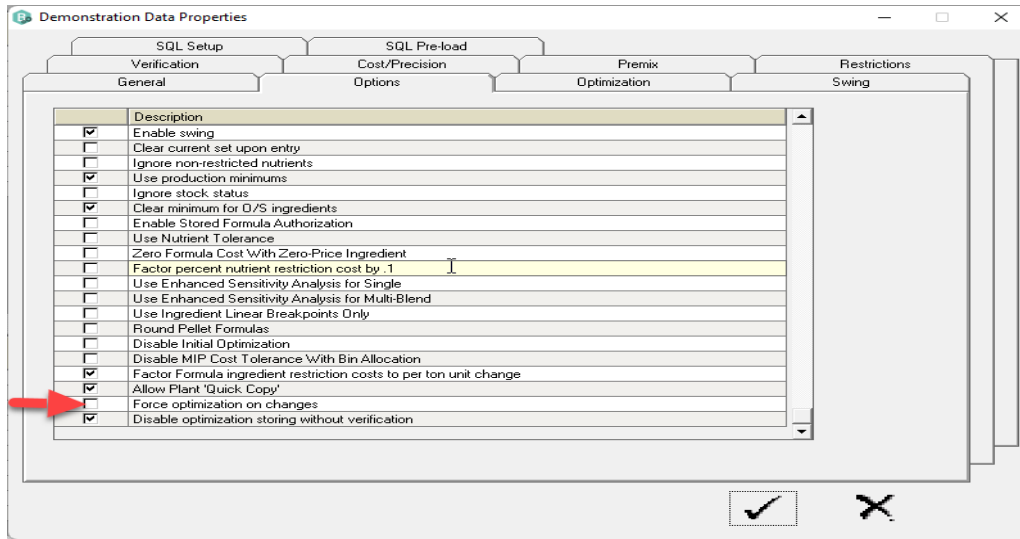 Demonstration Data Properties
SQL Setup
SQL Pre-load
Verification
Cost/Precision
Premix
Restrictions
General
Options
Optimization
Swing
Description
Enable swing
Clear current set upon entry
Ignore non-restricted nutrients
Use production minimums
Ignore stock status
Clear minimum for O/S ingredients
Enable Stored Formula Authorization
Use Nutrient Tolerance
Zero Formula Cost With Zero-Price Ingredient
Factor percent nutrient restriction cost by .1
Use Enhanced Sensitivity Analysis for Single
Use Enhanced Sensitivity Analysis for Multi-Blend
Use Ingredient Linear Breakpoints Only
Round Pellet Formulas
Disable Initial Optimization
Disable MIP Cost Tolerance With Bin Allocation
Factor Formula ingredient restriction costs to per ton unit change
Allow Plant 'Quick Copy'
Force optimization on changes
Disable optimization storing without verification